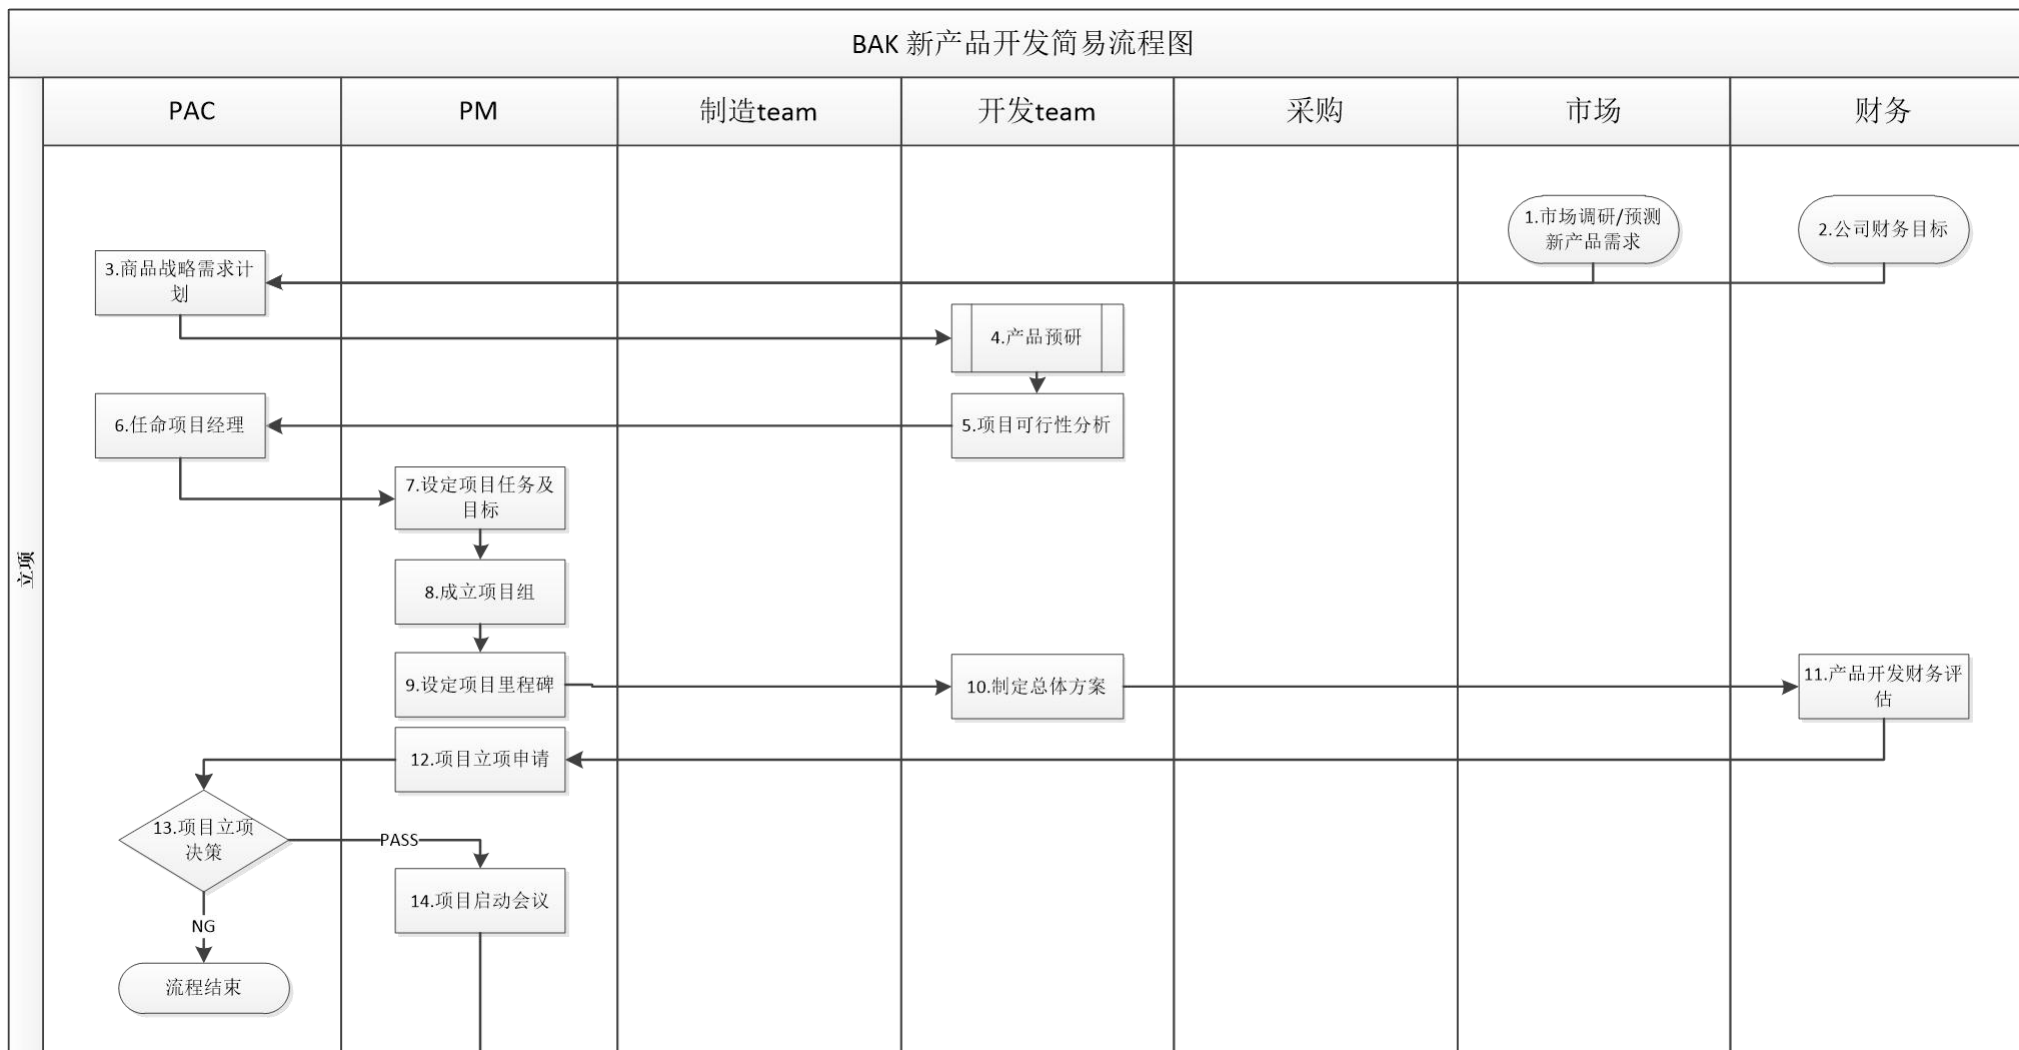 BAK 新产品开发简易流程图
PAC
PM
制造team
开发team
采购
市场
财务
立项
1.市场调研/预测
新产品需求
2.公司财务目标
3.商品战略需求计
划
4.产品预研
6.任命项目经理
5.项目可行性分析
7.设定项目任务及
目标
8.成立项目组
9.设定项目里程碑
10.制定总体方案
11.产品开发财务评
估
12.项目立项申请
13.项目立项
决策
PASS
14.项目启动会议
NG
流程结束